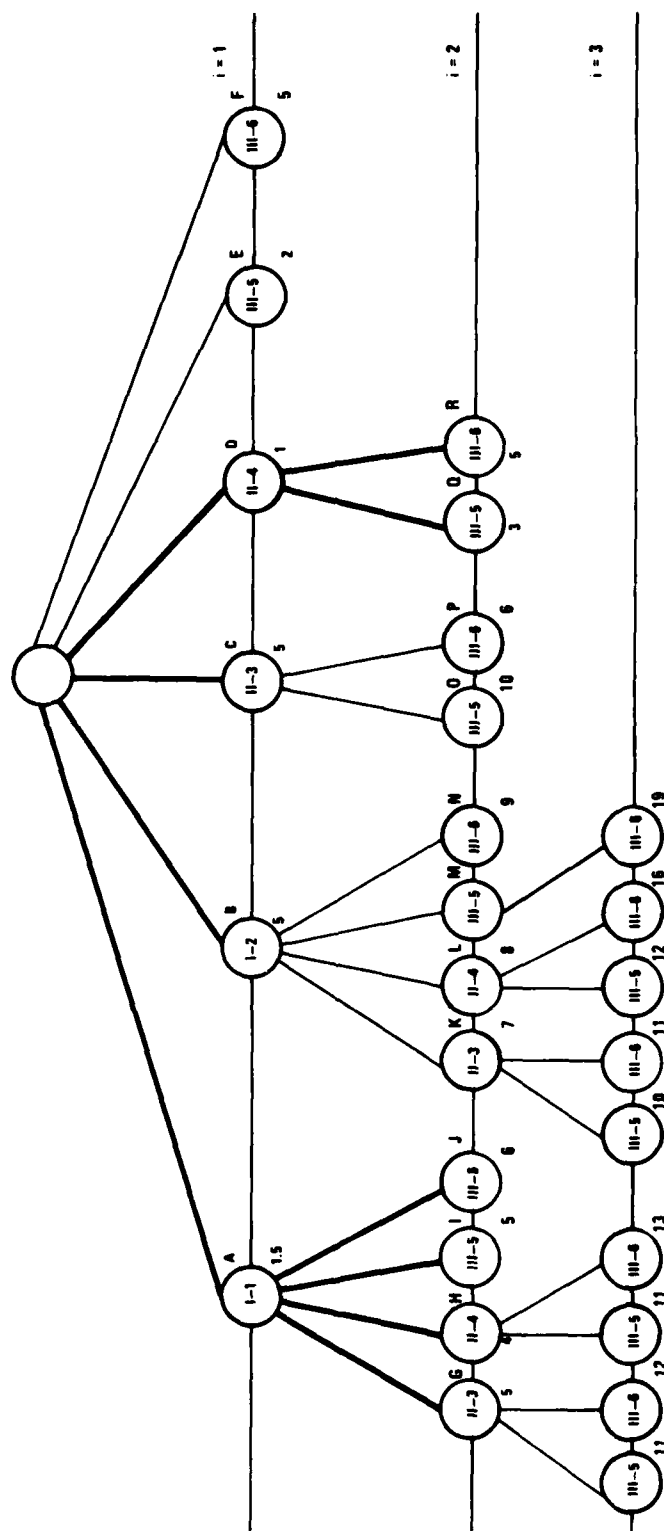 i = 1
A B C D E F
I-1 I-2 II-3 II-4 III-5 III-6
1.5 5 5 1 2 5
i = 2
G H I J K L M N O P Q R
II-3 II-4 III-5 III-6 II-3 II-4 III-5 III-6 III-5 III-6 III-5 III-6
5 4 5 6 7 8 9 10 6 3 5
i = 3
III-5 III-6 III-5 III-6 III-5 III-6 III-5 III-6 III-6
11 12 11 13 10 11 12 16 19